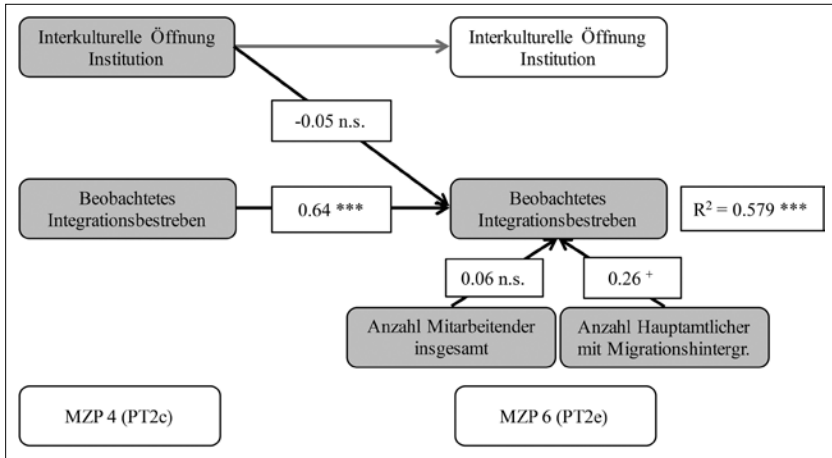 Interkulturelle Öffnung
Institution
Interkulturelle Öffnung
Institution
-0.05 n.s.
Beobachtetes
Integrationsbestreben
0.64 ***
Beobachtetes
Integrationsbestreben
R² = 0.579 ***
0.06 n.s.
0.26 ⁺
Anzahl Mitarbeitender
insgesamt
Anzahl Hauptamtlicher
mit Migrationshintergr.
MZP 4 (PT2c)
MZP 6 (PT2e)